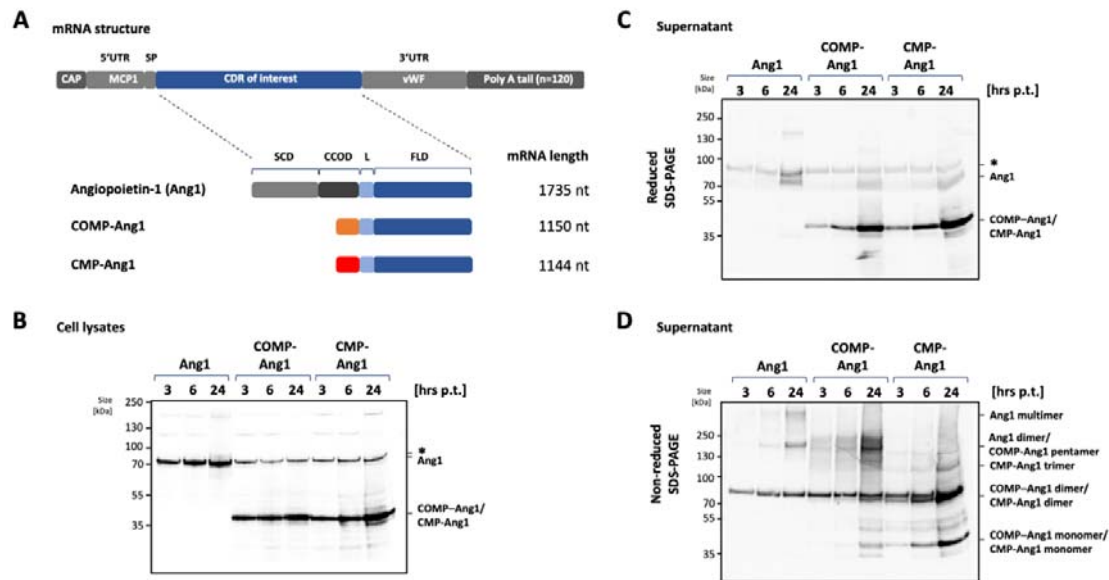 A
mRNA structure
5'UTR SP 3'UTR
CAP MCP1 CDR of interest vWF Poly A tail (n=120)
SCD CCOD L FLD mRNA length
Angiopoietin-1 (Ang1) 1735 nt
COMP-Ang1 1150 nt
CMP-Ang1 1144 nt
B Cell lysates
COMP- CMP-
Ang1 Ang1 Ang1
3 6 24 3 6 24 3 6 24 [hrs p.t.]
Size
[kDa]
250
130
100
70
55
35
*
Ang1
COMP–Ang1/
CMP-Ang1
C Supernatant
COMP- CMP-
Ang1 Ang1 Ang1
Size
[kDa]
3 6 24 3 6 24 3 6 24 [hrs p.t.]
250
130
100
70
55
35
Reduced
SDS-PAGE
*
Ang1
COMP–Ang1/
CMP-Ang1
D Supernatant
COMP- CMP-
Ang1 Ang1 Ang1
Size
[kDa]
3 6 24 3 6 24 3 6 24 [hrs p.t.]
250
130
100
70
55
35
Non-reduced
SDS-PAGE
Ang1 multimer
Ang1 dimer/
COMP-Ang1 pentamer
CMP-Ang1 trimer
COMP–Ang1 dimer/
CMP-Ang1 dimer
COMP–Ang1 monomer/
CMP-Ang1 monomer